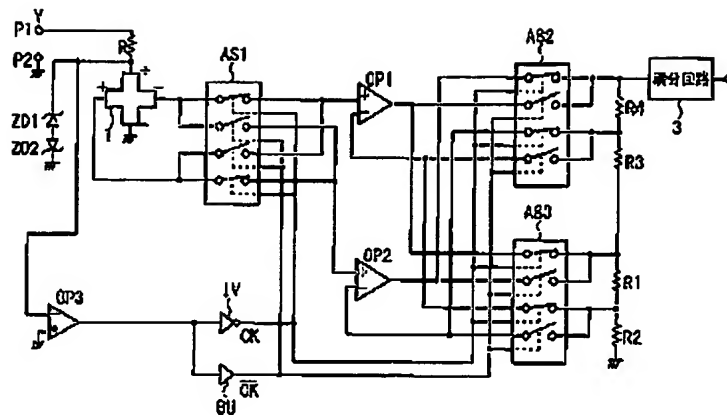 P1
V
P2
R
+
+
-
1
ZD1
ZD2
AS1
OP1
+
-
AS2
積分回路
3
R4
R3
AS3
OP2
R1
R2
OP3
-
+
IV
CK
BU
CK